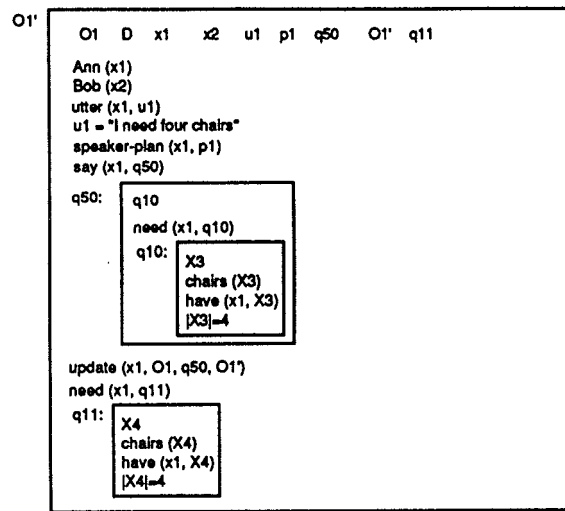 O1'
O1 D x1 x2 u1 p1 q50 O1' q11
Ann (x1)
Bob (x2)
utter (x1, u1)
u1 = "I need four chairs"
speaker-plan (x1, p1)
say (x1, q50)
q50:
q10
need (x1, q10)
q10:
X3
chairs (X3)
have (x1, X3)
|X3|=4
update (x1, O1, q50, O1')
need (x1, q11)
q11:
X4
chairs (X4)
have (x1, X4)
|X4|=4